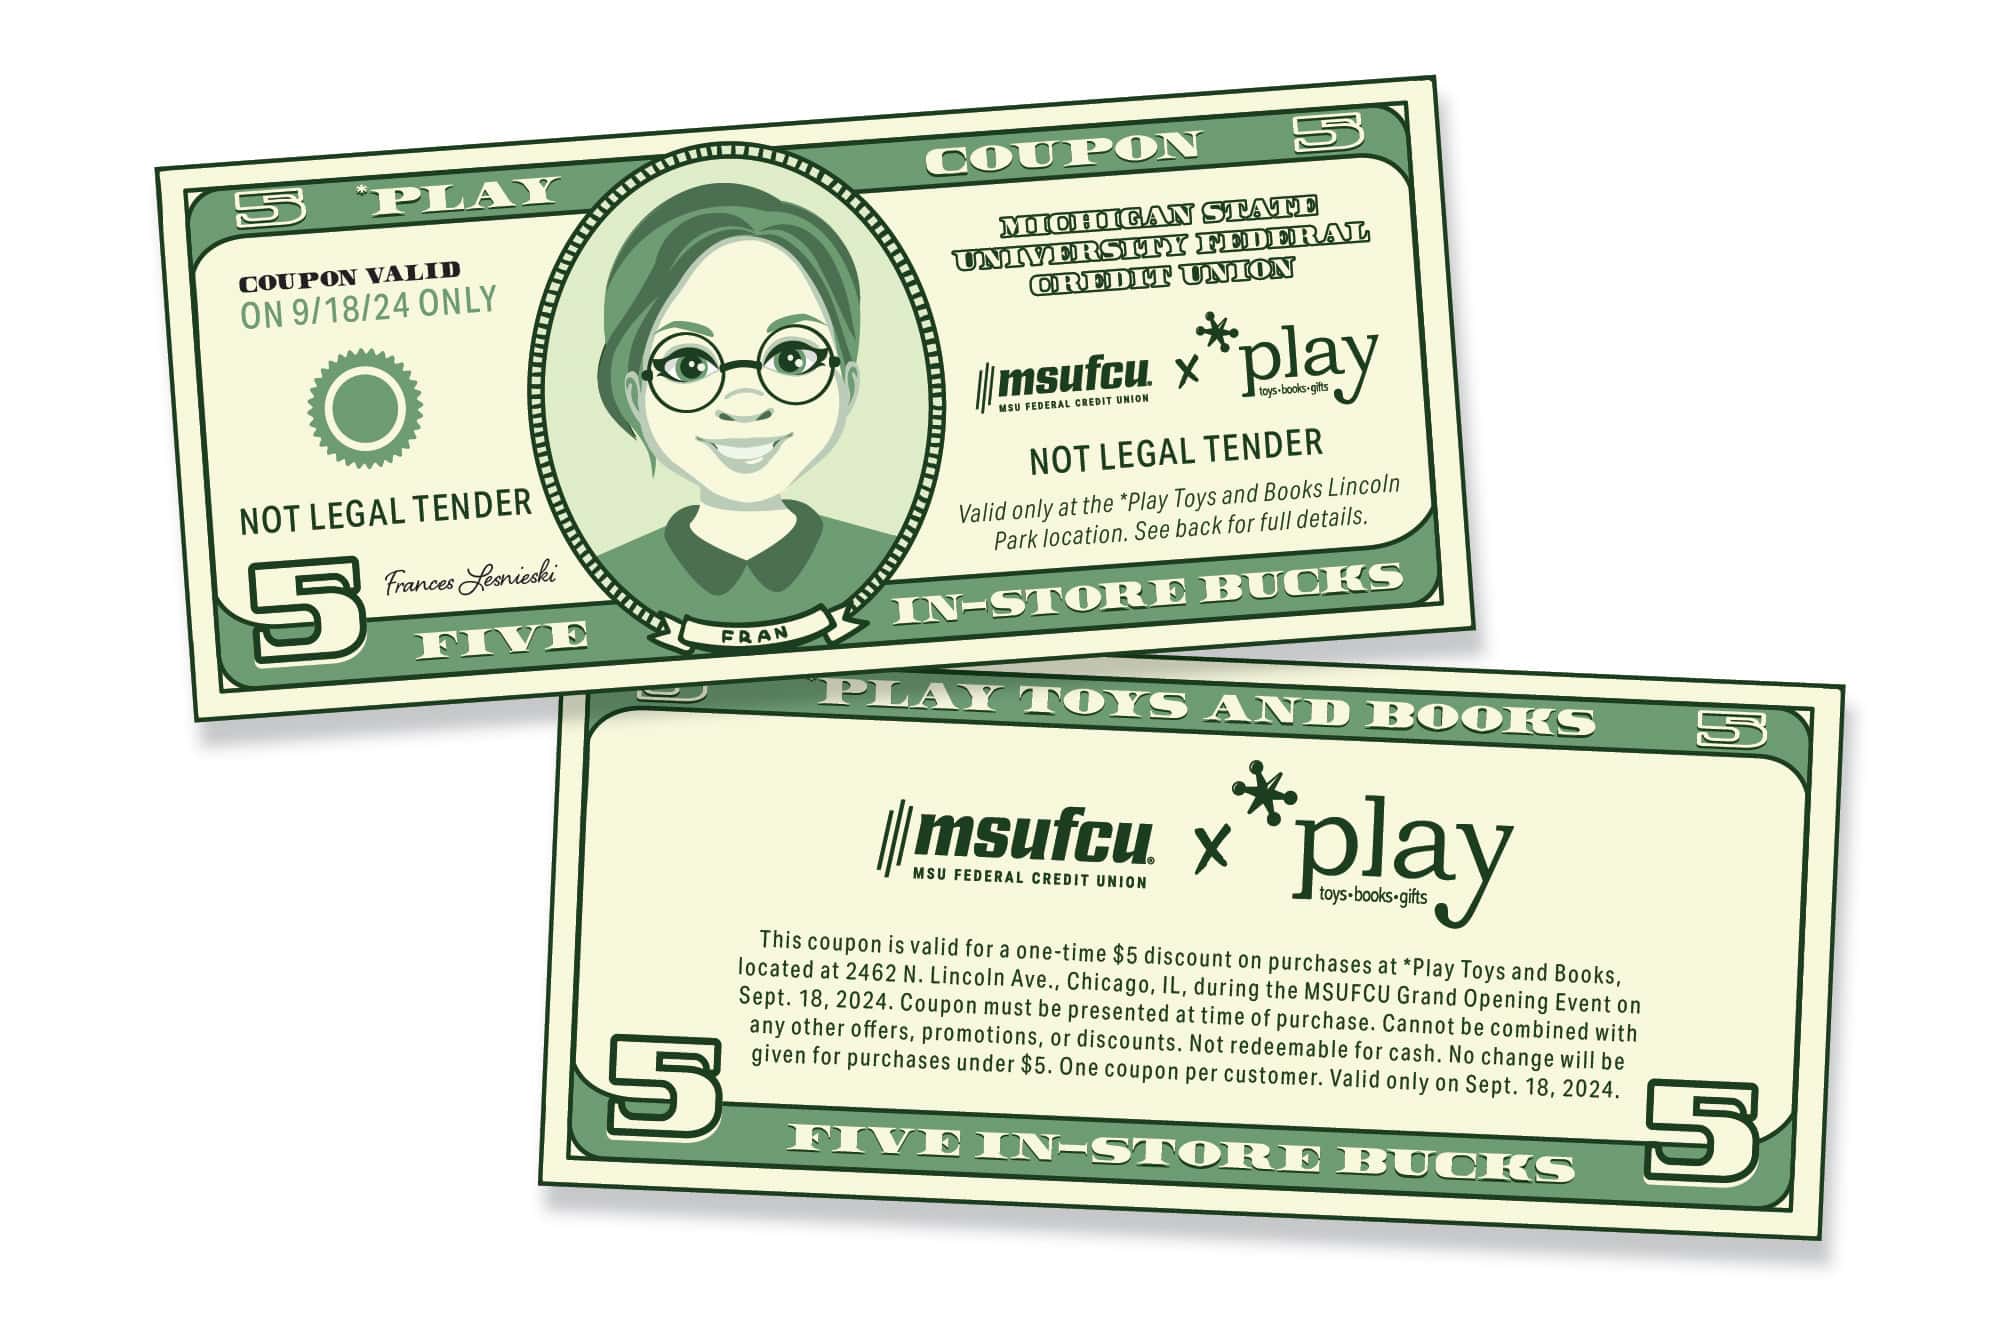 5 *PLAY COUPON 5
COUPON VALID
ON 9/18/24 ONLY
NOT LEGAL TENDER
5 Frances Lesnieski
FIVE
FRAN
MICHIGAN STATE
UNIVERSITY FEDERAL
CREDIT UNION
msufcu x *play
MSU FEDERAL CREDIT UNION toys•books•gifts
NOT LEGAL TENDER
Valid only at the *Play Toys and Books Lincoln
Park location. See back for full details.
IN-STORE BUCKS
5 *PLAY TOYS AND BOOKS 5
msufcu® x *play
MSU FEDERAL CREDIT UNION toys•books•gifts
This coupon is valid for a one-time $5 discount on purchases at *Play Toys and Books,
located at 2462 N. Lincoln Ave., Chicago, IL, during the MSUFCU Grand Opening Event on
Sept. 18, 2024. Coupon must be presented at time of purchase. Cannot be combined with
any other offers, promotions, or discounts. Not redeemable for cash. No change will be
given for purchases under $5. One coupon per customer. Valid only on Sept. 18, 2024.
5 FIVE IN-STORE BUCKS 5